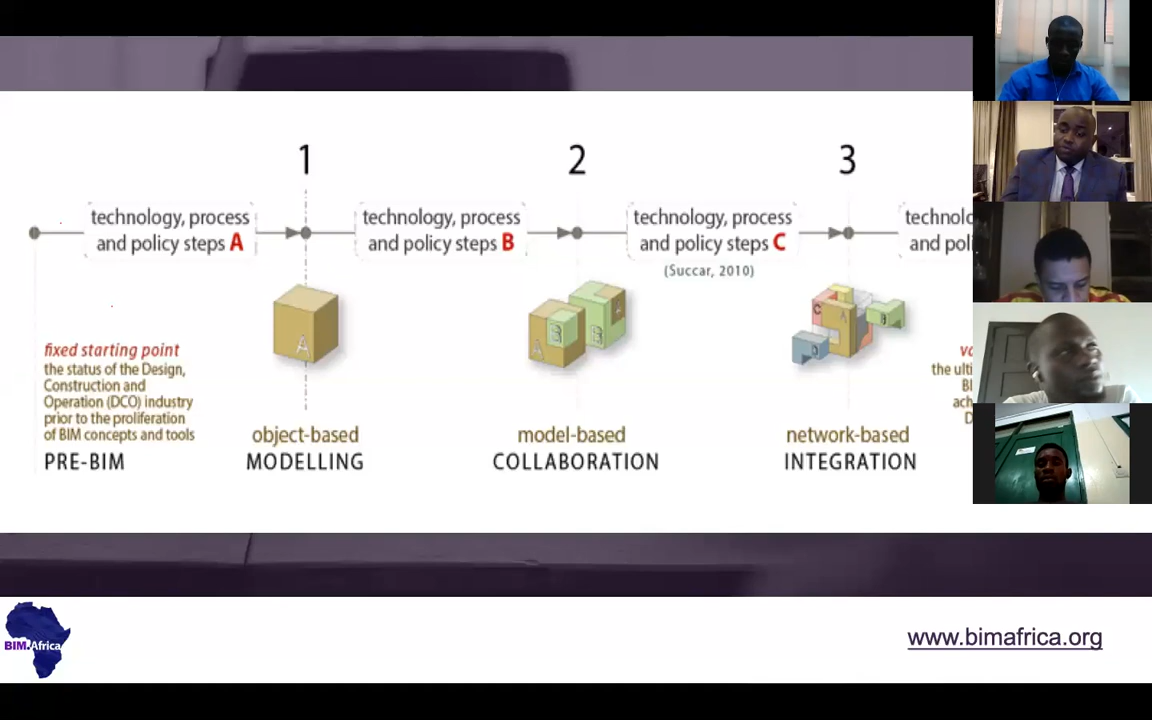 1
2
3
technology, process
and policy steps A
technology, process
and policy steps B
technology, process
and policy steps C
(Succar, 2010)
A
A
B
B
A
C
A
B
D
fixed starting point
the status of the Design,
Construction and
Operation (DCO) industry
prior to the proliferation
of BIM concepts and tools
PRE-BIM
object-based
MODELLING
model-based
COLLABORATION
network-based
INTEGRATION
the
BIM Africa
www.bimafrica.org